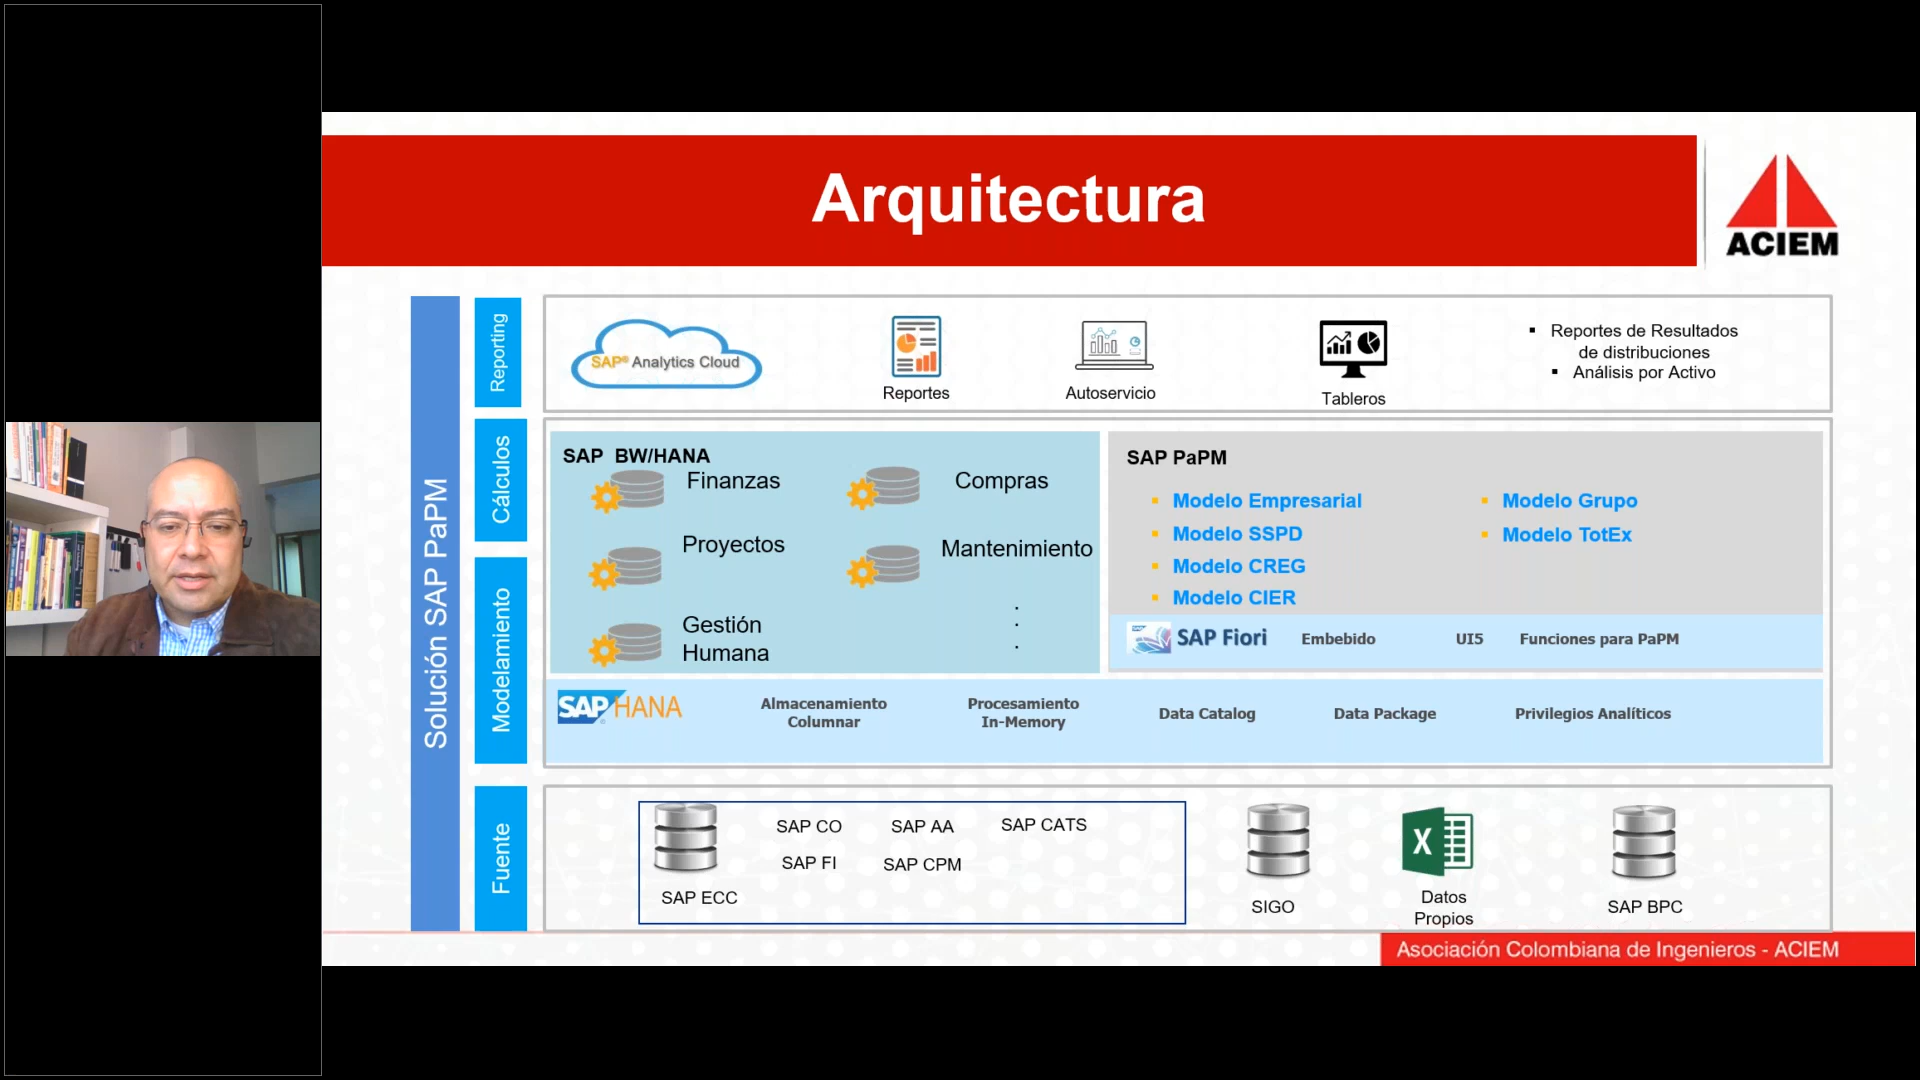 Arquitectura
ACIEM
Solución SAP PaPM
Reporting
SAP® Analytics Cloud
Reportes
Autoservicio
Tableros
▪ Reportes de Resultados
de distribuciones
▪ Análisis por Activo
Cálculos
Modelamiento
SAP BW/HANA
Finanzas
Compras
Proyectos
Mantenimiento
Gestión
Humana
.
.
.
SAP PaPM
▪ Modelo Empresarial
▪ Modelo SSPD
▪ Modelo CREG
▪ Modelo CIER
▪ Modelo Grupo
▪ Modelo TotEx
SAP Fiori
Embebido
UI5
Funciones para PaPM
SAP HANA
Almacenamiento
Columnar
Procesamiento
In-Memory
Data Catalog
Data Package
Privilegios Analíticos
Fuente
SAP ECC
SAP CO
SAP AA
SAP CATS
SAP FI
SAP CPM
SIGO
X
Datos
Propios
SAP BPC
Asociación Colombiana de Ingenieros - ACIEM